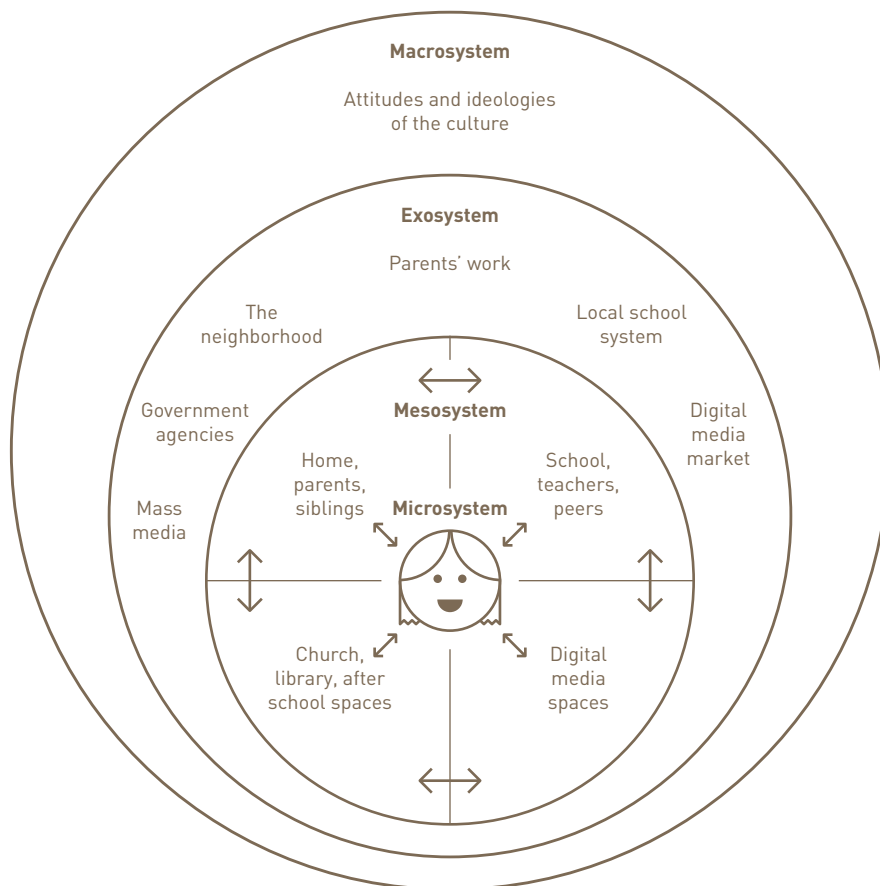 Macrosystem
Attitudes and ideologies
of the culture
Exosystem
Parents’ work
The
neighborhood
Local school
system
Government
agencies
Digital
media
market
Mass
media
Mesosystem
Home,
parents,
siblings
School,
teachers,
peers
Microsystem
Church,
library, after
school spaces
Digital
media
spaces